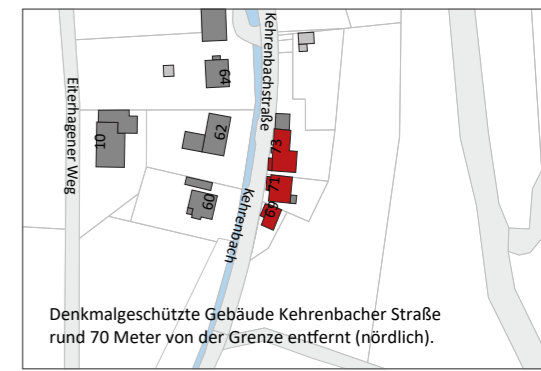 Eiterhagener Weg
Kehrenbachstraße
Kehrenbach
64
62
10
60
73
71
69
Denkmalgeschützte Gebäude Kehrenbacher Straße
rund 70 Meter von der Grenze entfernt (nördlich).